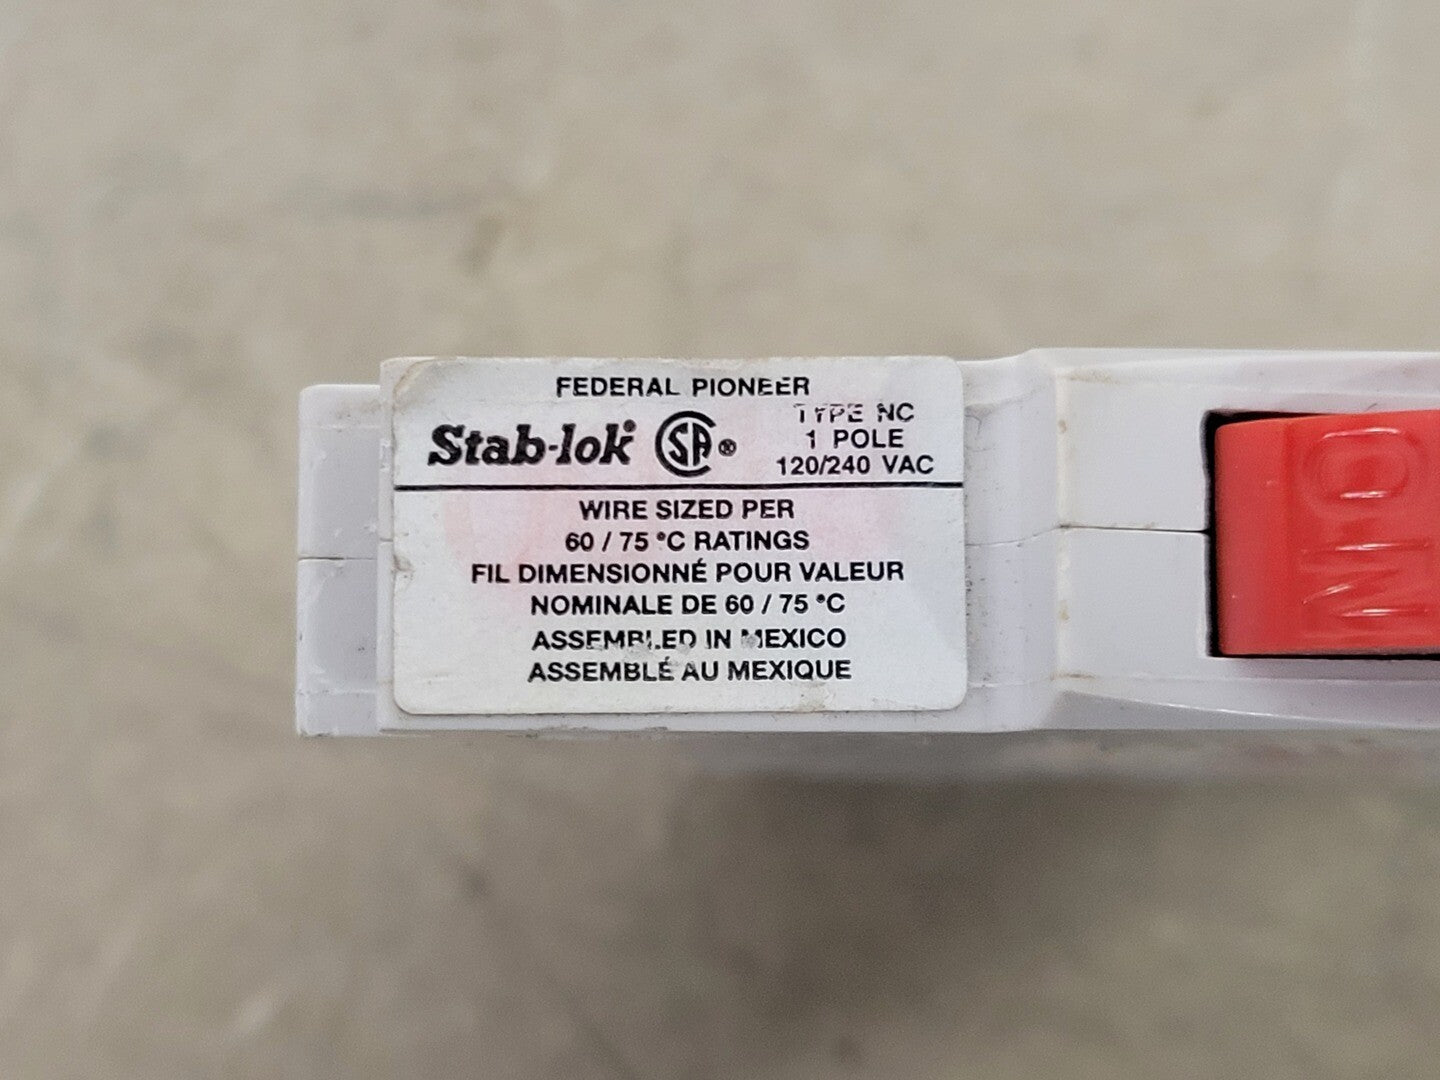 FEDERAL PIONEER
Stab-lok® SA ®
TYPE NC
1 POLE
120/240 VAC
WIRE SIZED PER
60 / 75 °C RATINGS
FIL DIMENSIONNÉ POUR VALEUR
NOMINALE DE 60 / 75 °C
ASSEMBLED IN MEXICO
ASSEMBLÉ AU MEXIQUE
ON